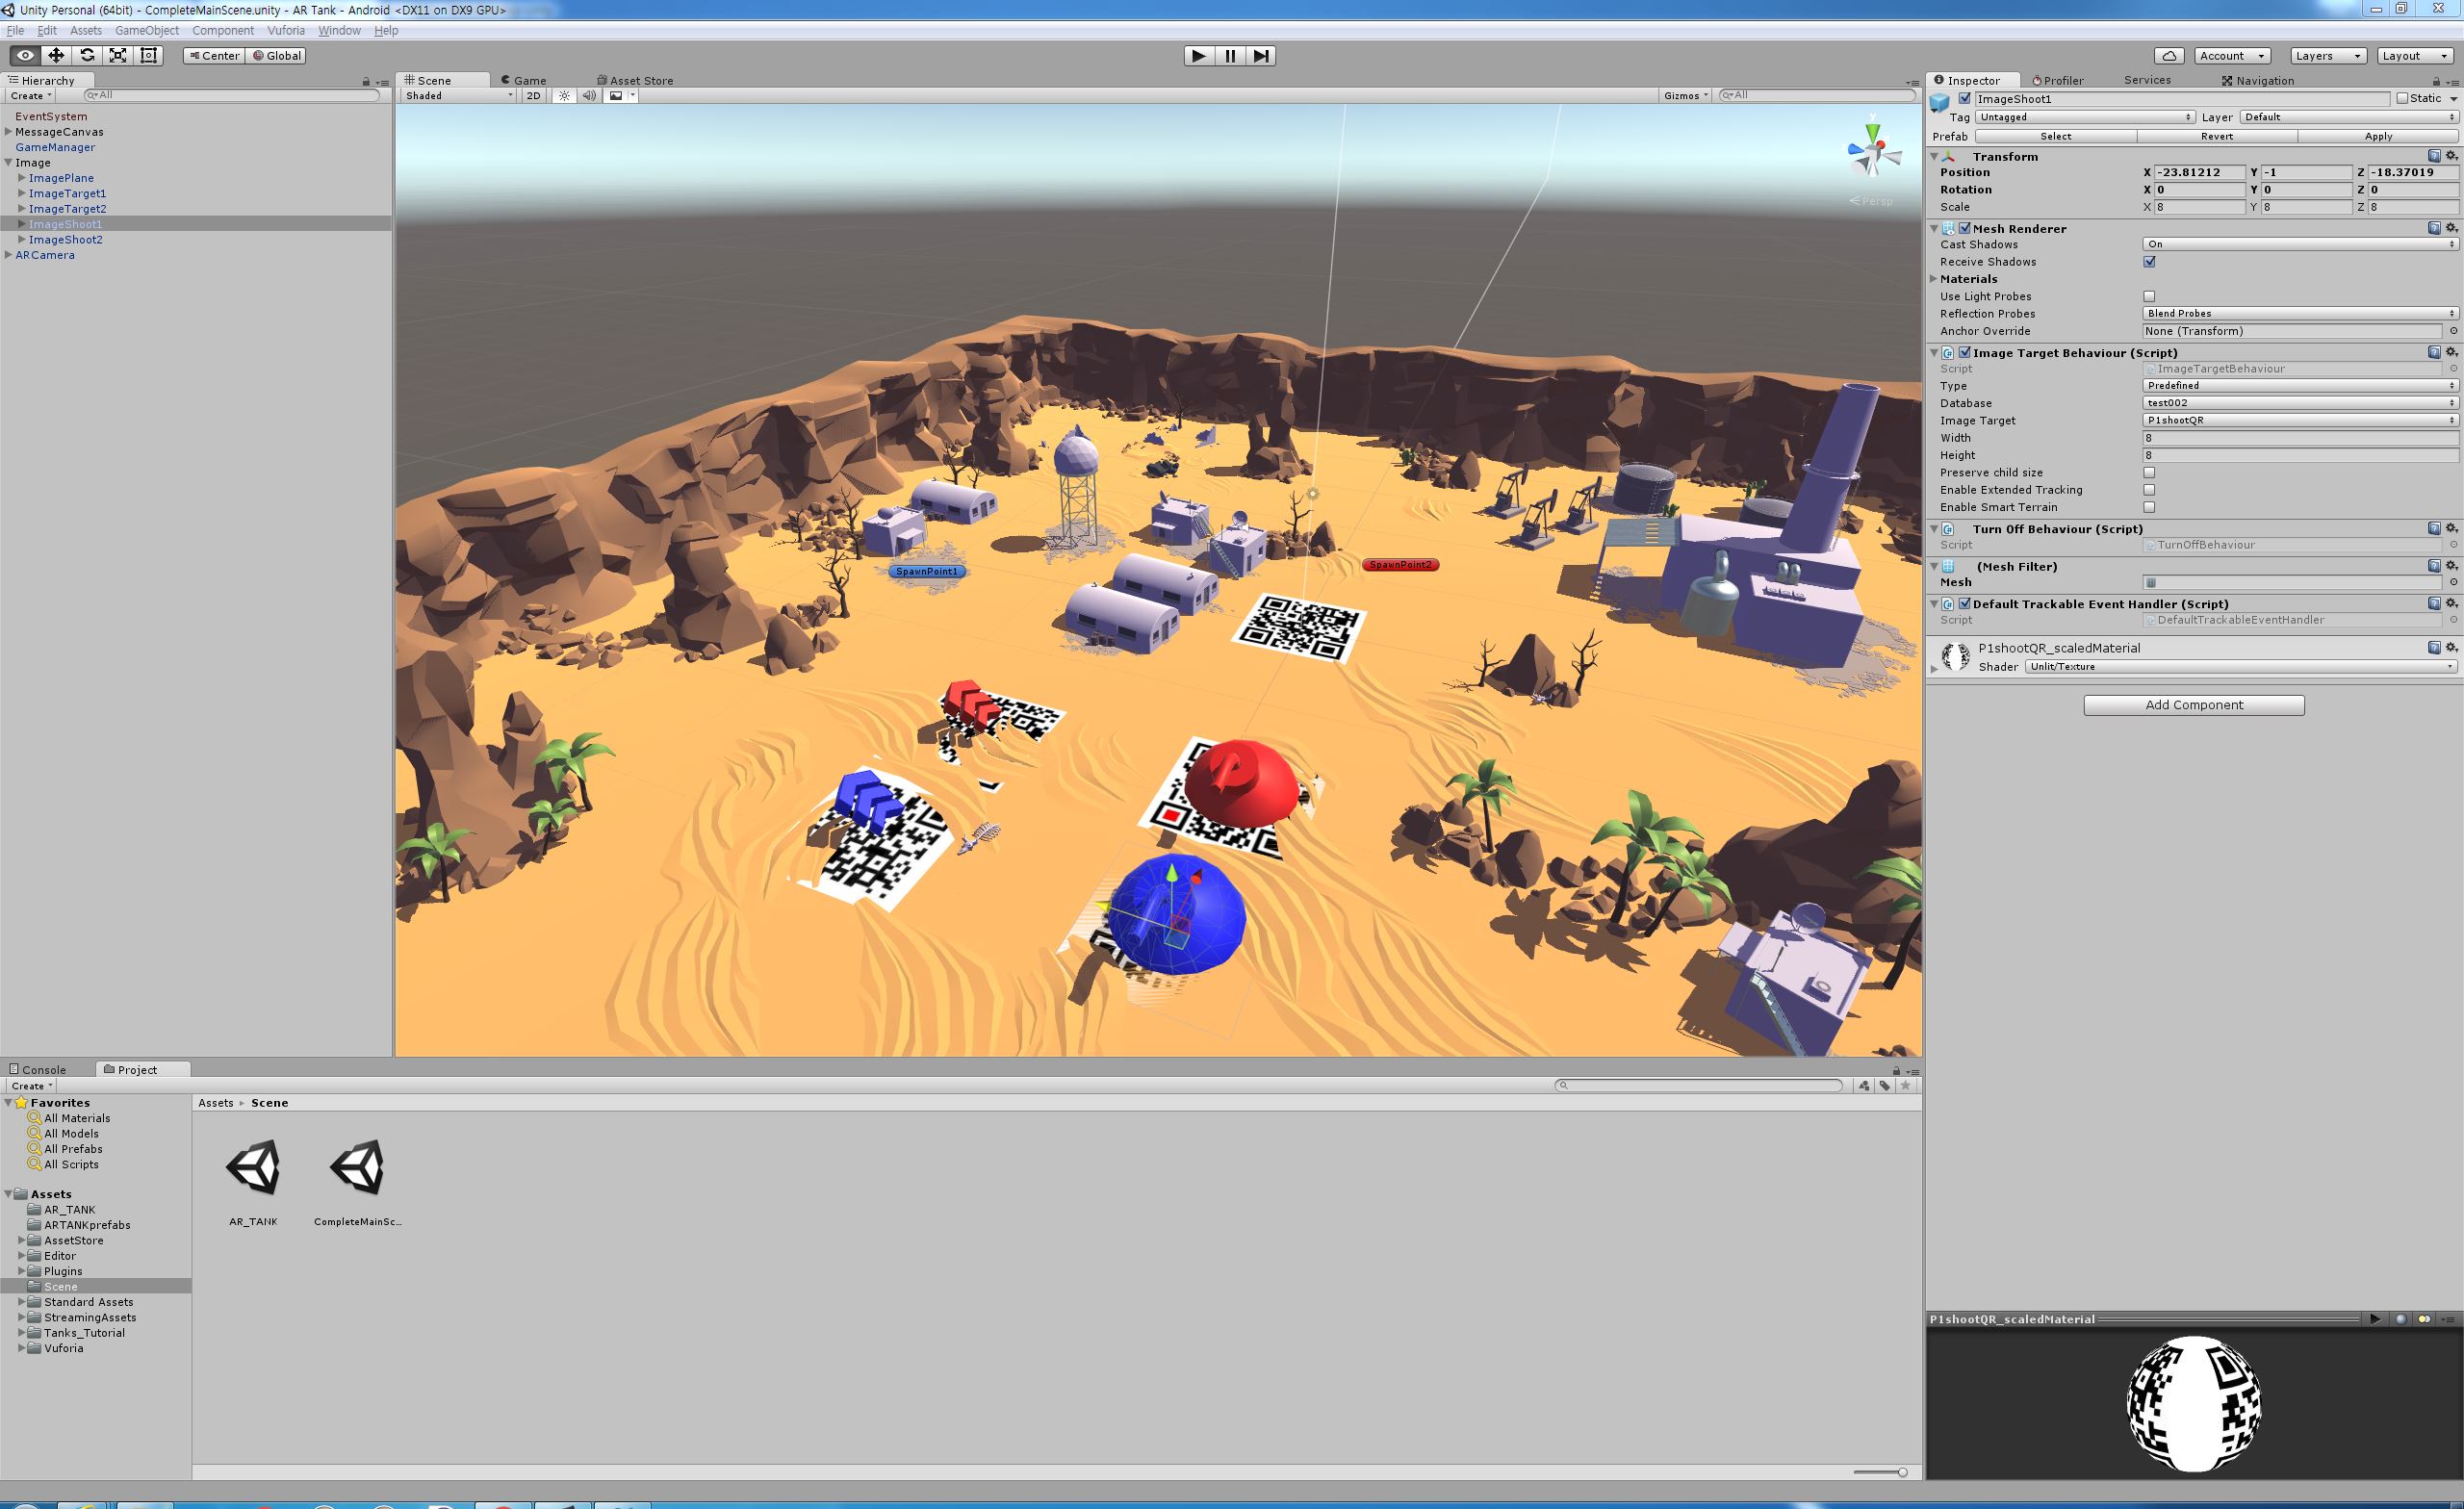 Unity Personal (64bit) - CompleteMainScene.unity - AR Tank - Android <DX11 on DX9 GPU>
File Edit Assets GameObject Component Vuforia Window Help
Center Global Account Layers Layout
Hierarchy
Create All
EventSystem
MessageCanvas
GameManager
Image
ImagePlane
ImageTarget1
ImageTarget2
ImageShoot1
ImageShoot2
ARCamera
Scene Game Asset Store
Shaded 2D Gizmos All
y
Persp
SpawnPoint1
SpawnPoint2
Inspector Profiler Services Navigation
ImageShoot1 Static
Tag Untagged Layer Default
Prefab Select Revert Apply
Transform
Position X -23.81212 Y -1 Z -18.37019
Rotation X 0 Y 0 Z 0
Scale X 8 Y 8 Z 8
Mesh Renderer
Cast Shadows On
Receive Shadows
Materials
Use Light Probes
Reflection Probes Blend Probes
Anchor Override None (Transform)
Image Target Behaviour (Script)
Script ImageTargetBehaviour
Type Predefined
Database test002
Image Target P1shootQR
Width 8
Height 8
Preserve child size
Enable Extended Tracking
Enable Smart Terrain
Turn Off Behaviour (Script)
Script TurnOffBehaviour
(Mesh Filter)
Mesh
Default Trackable Event Handler (Script)
Script DefaultTrackableEventHandler
P1shootQR_scaledMaterial
Shader Unlit/Texture
Add Component
Console Project
Create
Favorites
All Materials
All Models
All Prefabs
All Scripts
Assets
AR_TANK
ARTANKprefabs
AssetStore
Editor
Plugins
Scene
Standard Assets
StreamingAssets
Tanks_Tutorial
Vuforia
Assets Scene
AR_TANK
CompleteMainSc...
P1shootQR_scaledMaterial